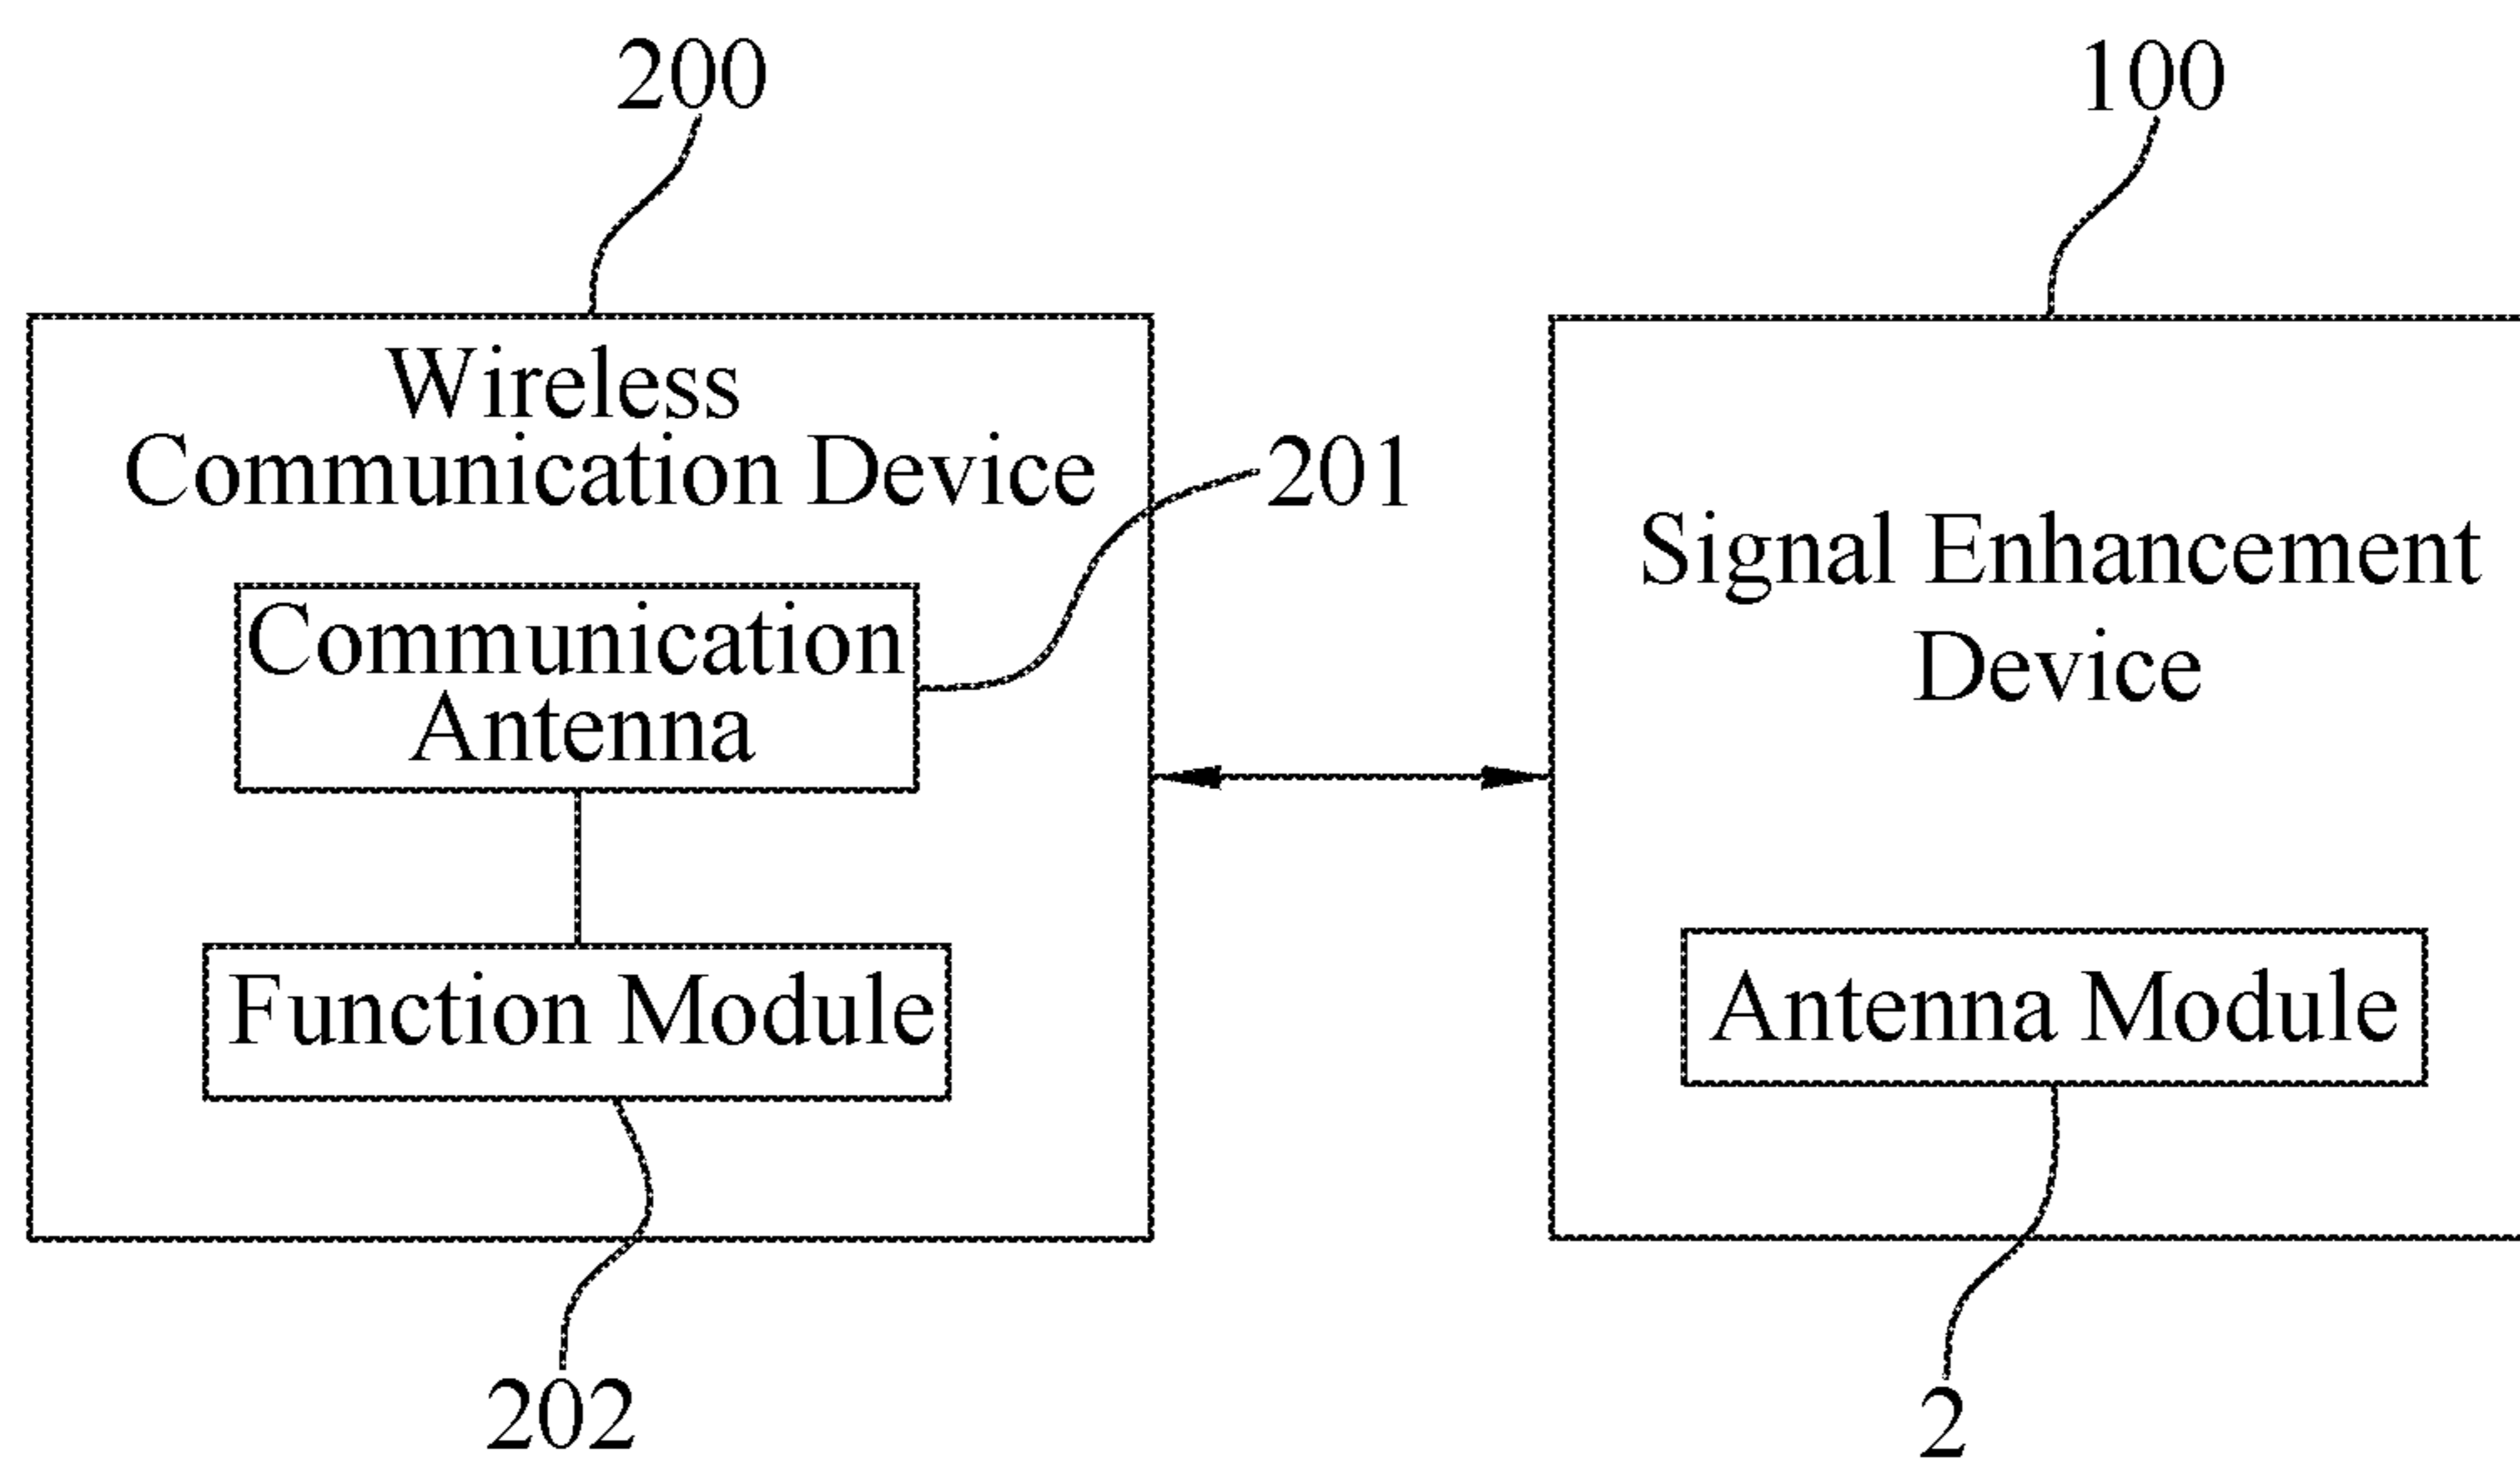 200
100
Wireless
Communication Device
201
Communication
Antenna
Function Module
202
Signal Enhancement
Device
Antenna Module
2